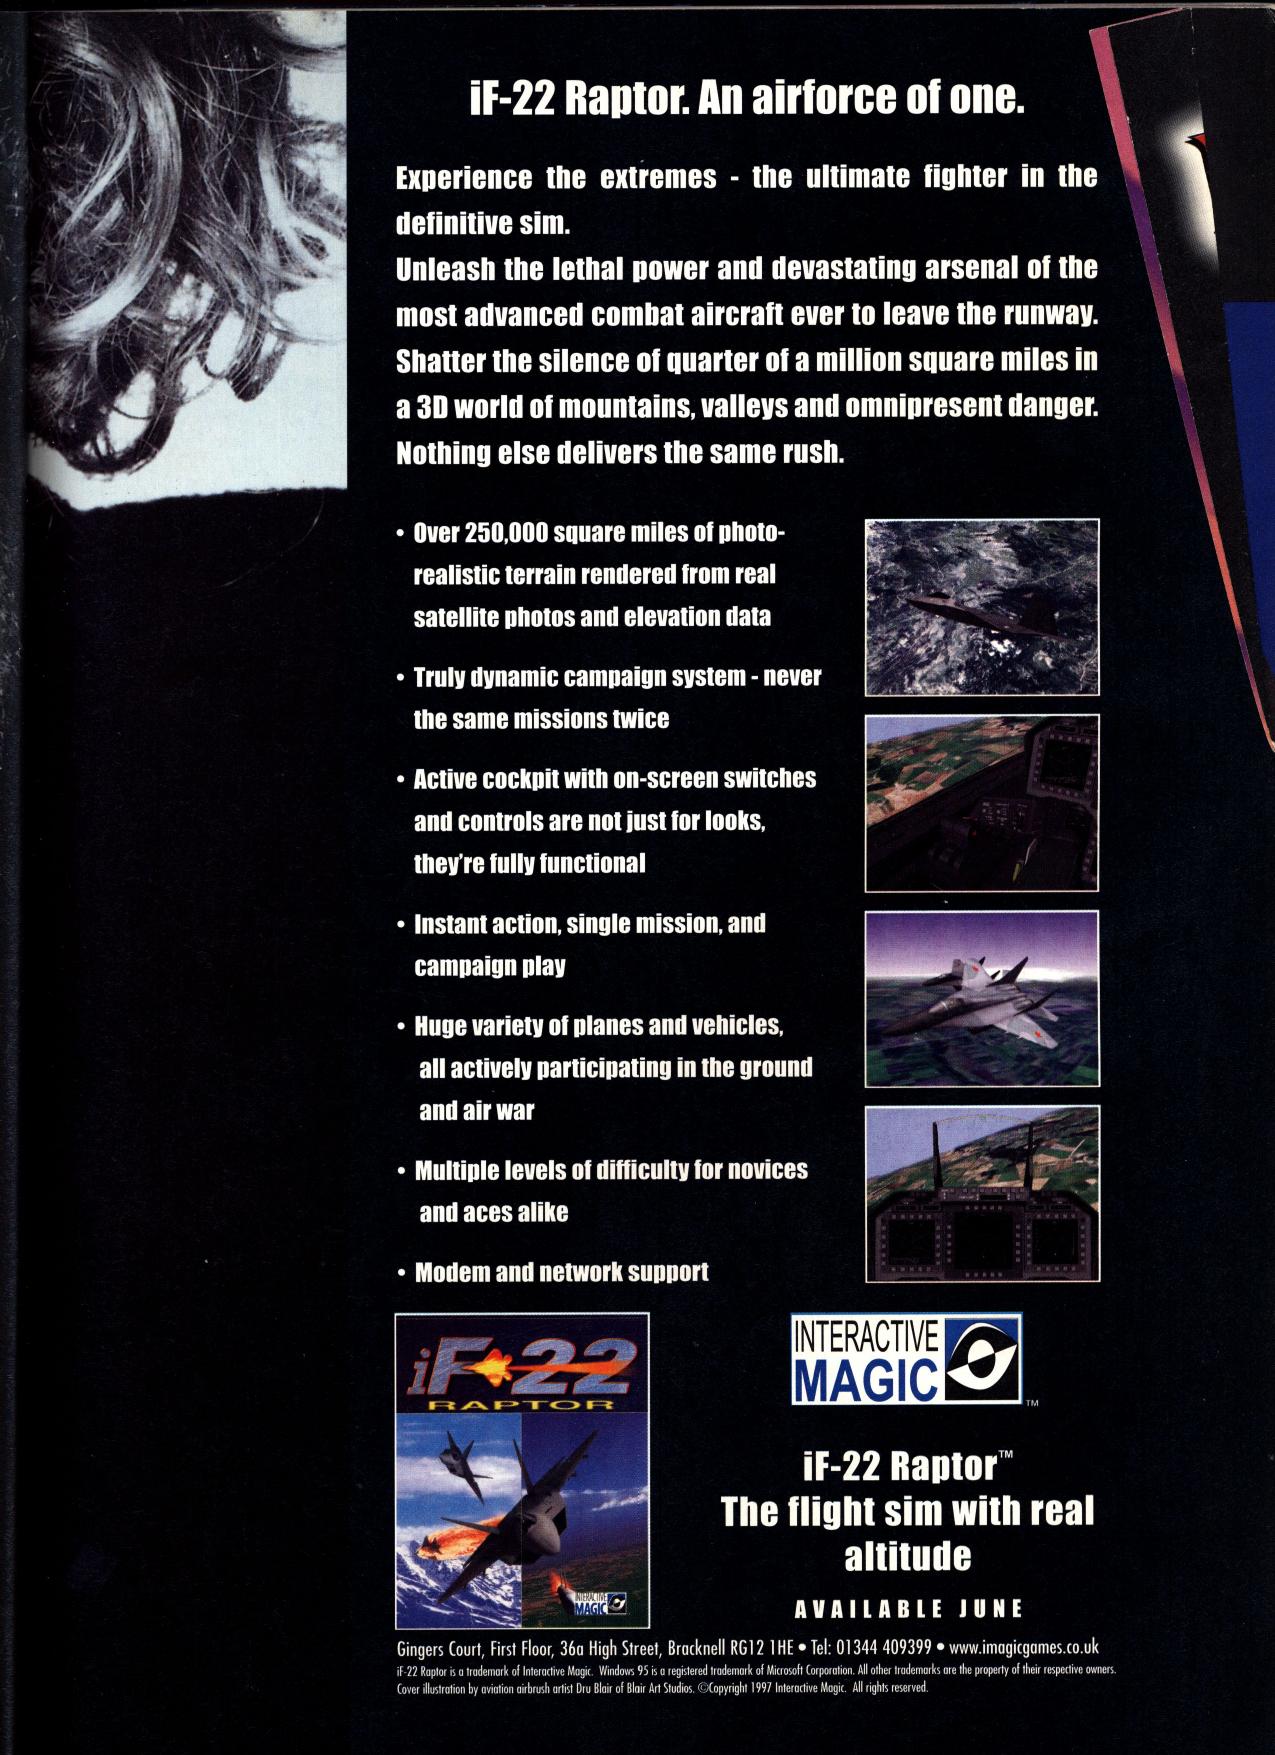 iF-22 Raptor. An airforce of one.
Experience the extremes - the ultimate fighter in the
definitive sim.
Unleash the lethal power and devastating arsenal of the
most advanced combat aircraft ever to leave the runway.
Shatter the silence of quarter of a million square miles in
a 3D world of mountains, valleys and omnipresent danger.
Nothing else delivers the same rush.
• Over 250,000 square miles of photo-
realistic terrain rendered from real
satellite photos and elevation data
• Truly dynamic campaign system - never
the same missions twice
• Active cockpit with on-screen switches
and controls are not just for looks,
they're fully functional
• Instant action, single mission, and
campaign play
• Huge variety of planes and vehicles,
all actively participating in the ground
and air war
• Multiple levels of difficulty for novices
and aces alike
• Modem and network support
iF-22
RAPTOR
INTERACTIVE
MAGIC
INTERACTIVE
MAGIC
TM
iF-22 Raptor™
The flight sim with real
altitude
AVAILABLE JUNE
Gingers Court, First Floor, 36a High Street, Bracknell RG12 1HE • Tel: 01344 409399 • www.imagicgames.co.uk
iF-22 Raptor is a trademark of Interactive Magic. Windows 95 is a registered trademark of Microsoft Corporation. All other trademarks are the property of their respective owners.
Cover illustration by aviation airbrush artist Dru Blair of Blair Art Studios. ©Copyright 1997 Interactive Magic. All rights reserved.